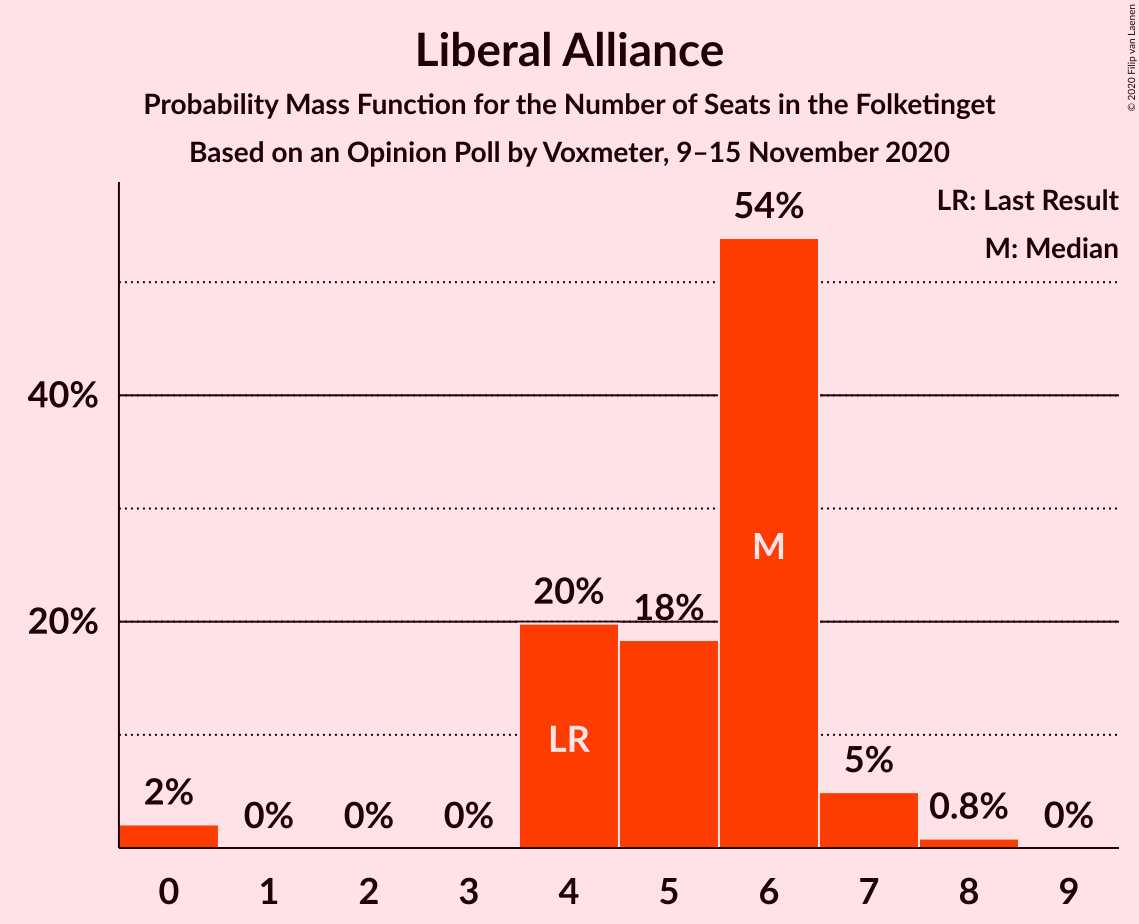 Liberal Alliance
Probability Mass Function for the Number of Seats in the Folketinget
Based on an Opinion Poll by Voxmeter, 9–15 November 2020
© 2020 Filip van Laenen
LR: Last Result
M: Median
40%
20%
2%
0%
0%
0%
20%
18%
54%
5%
0.8%
0%
LR
M
0 1 2 3 4 5 6 7 8 9